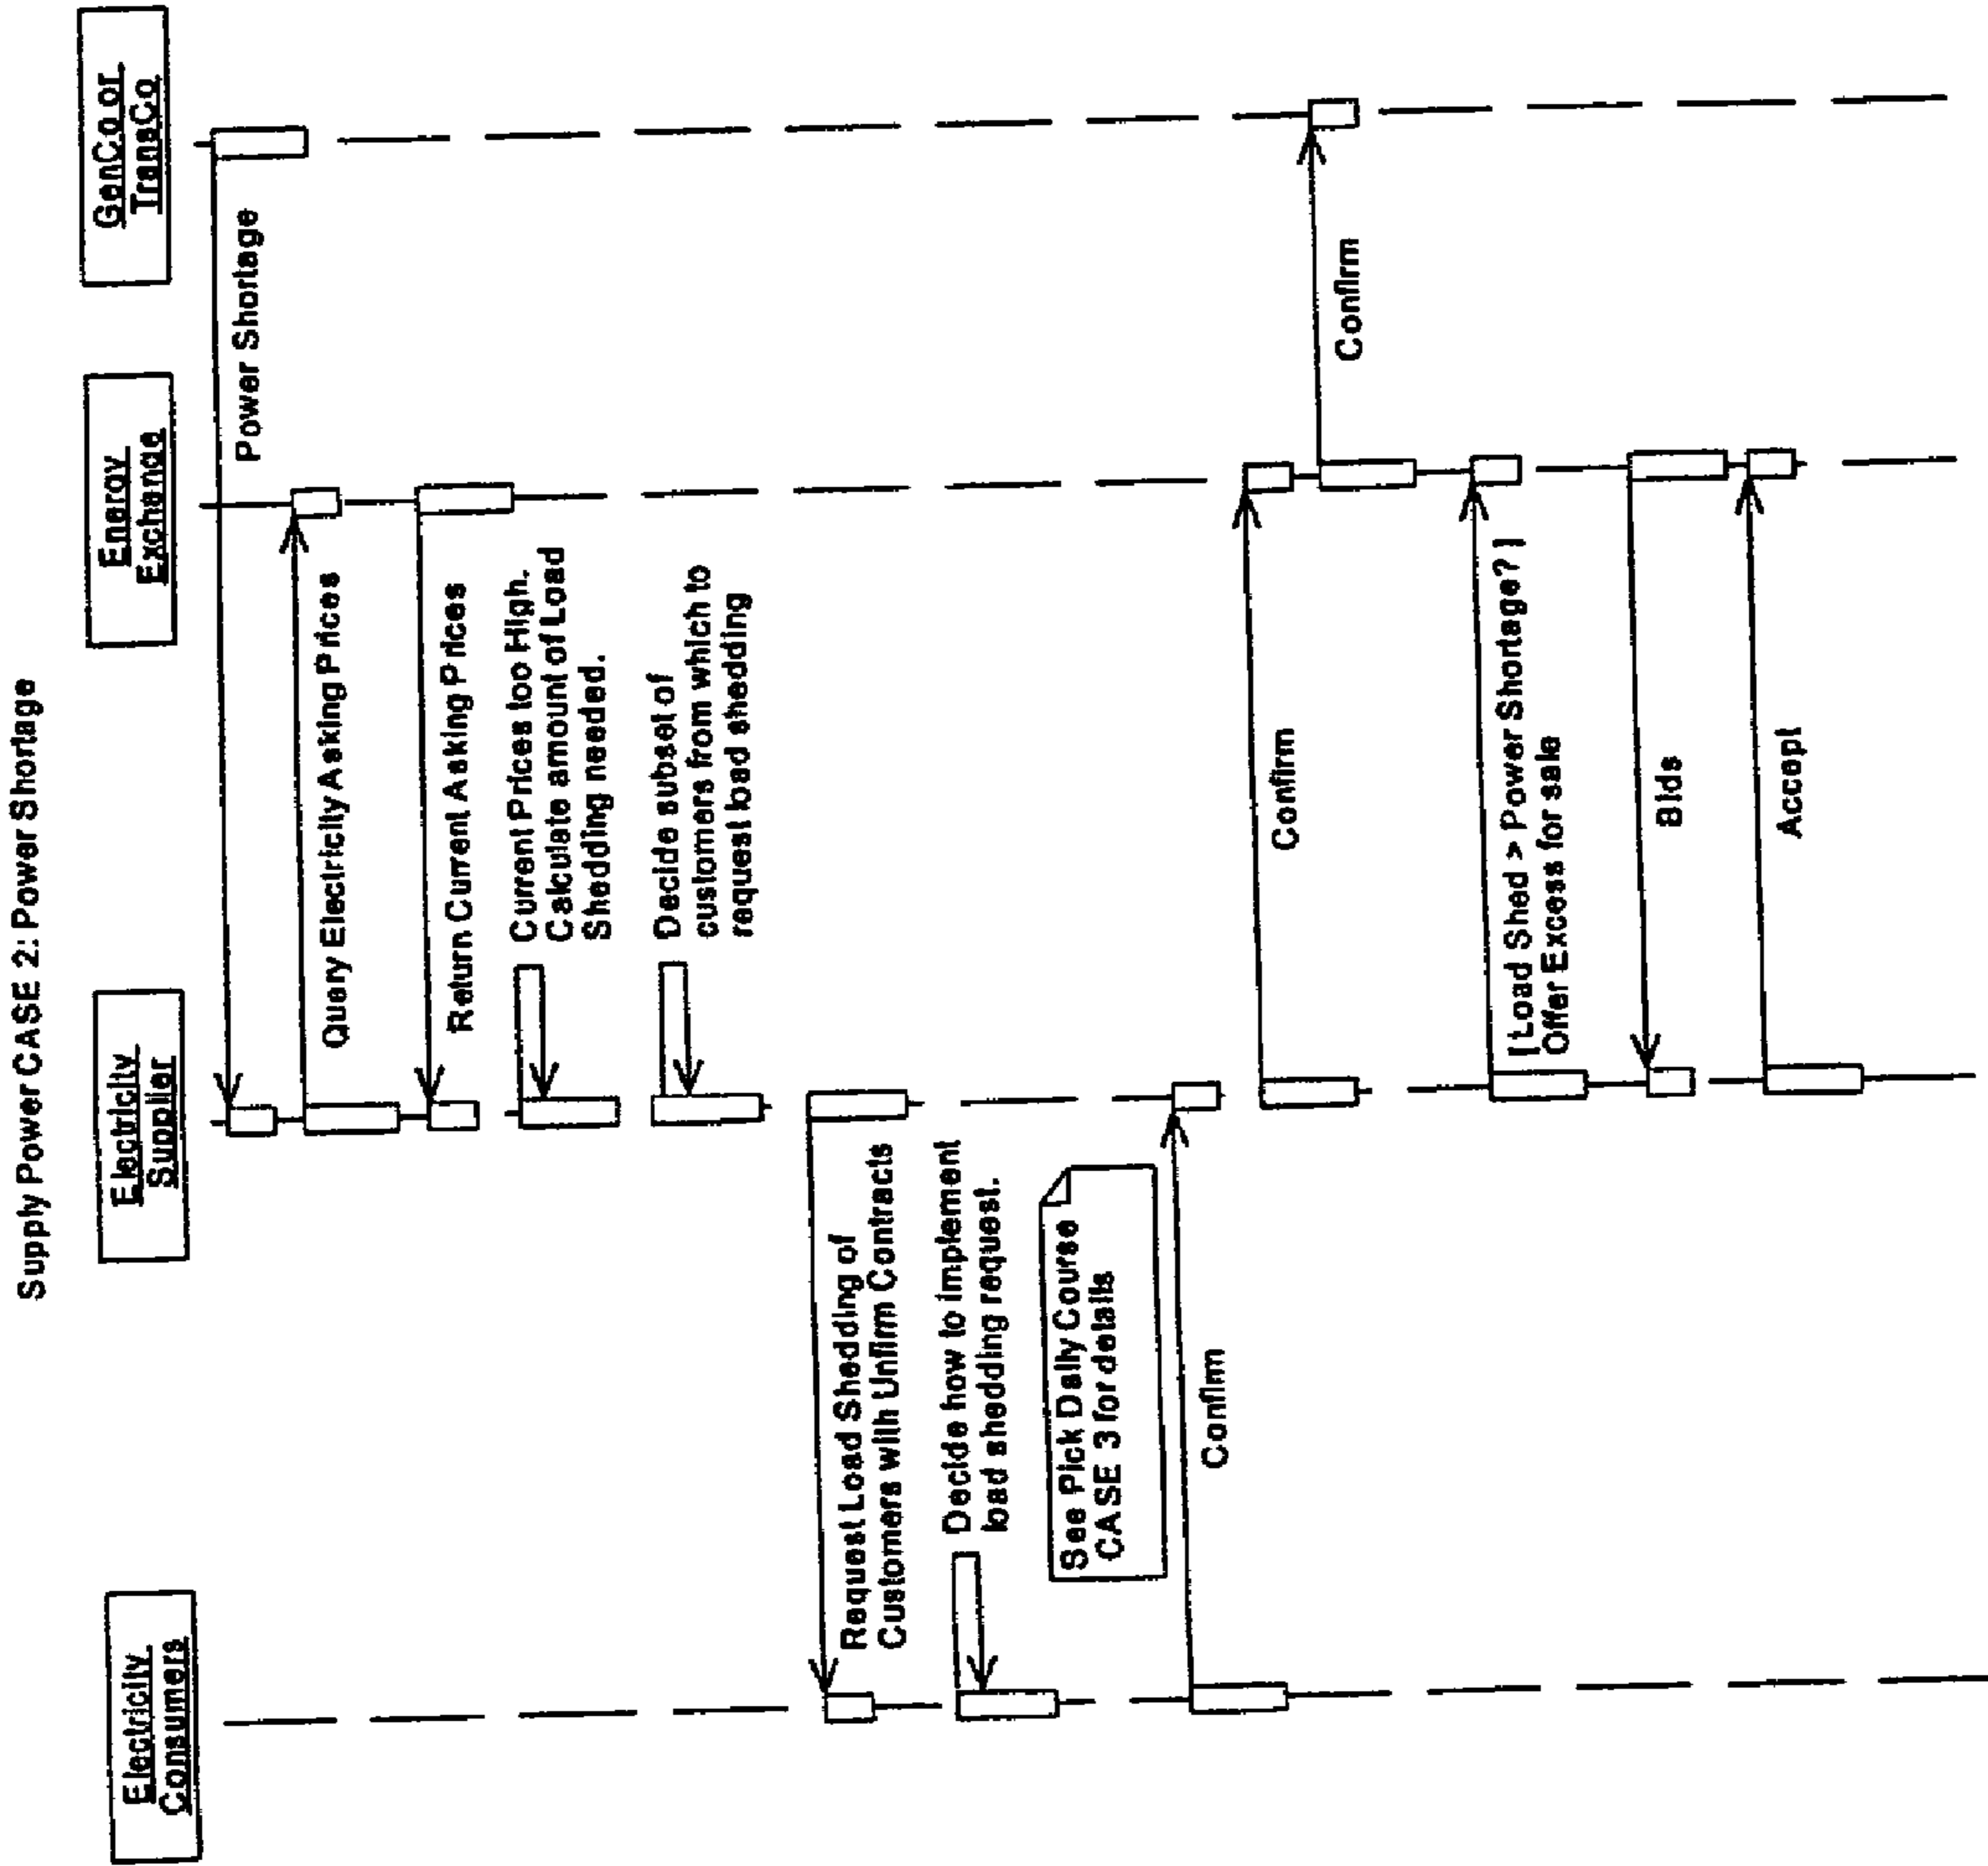 Supply Power CASE 2: Power Shortage
Electricity
Consumers
Electricity
Supplier
Energy
Exchange
GenCo or
TransCo
Power Shortage
Query Electricity Asking Prices
Return Current Asking Prices
Current Prices too High.
Calculate amount of Load
Shedding needed.
Decide subset of
customers from which to
request load shedding
Request Load Shedding of
Customers with Unfirm Contracts
Decide how to implement
load shedding request.
See Pick Daily Course
CASE 3 for details
Confirm
Confirm
Confirm
[Load Shed > Power Shortage?]
Offer Excess for sale
Bids
Accept